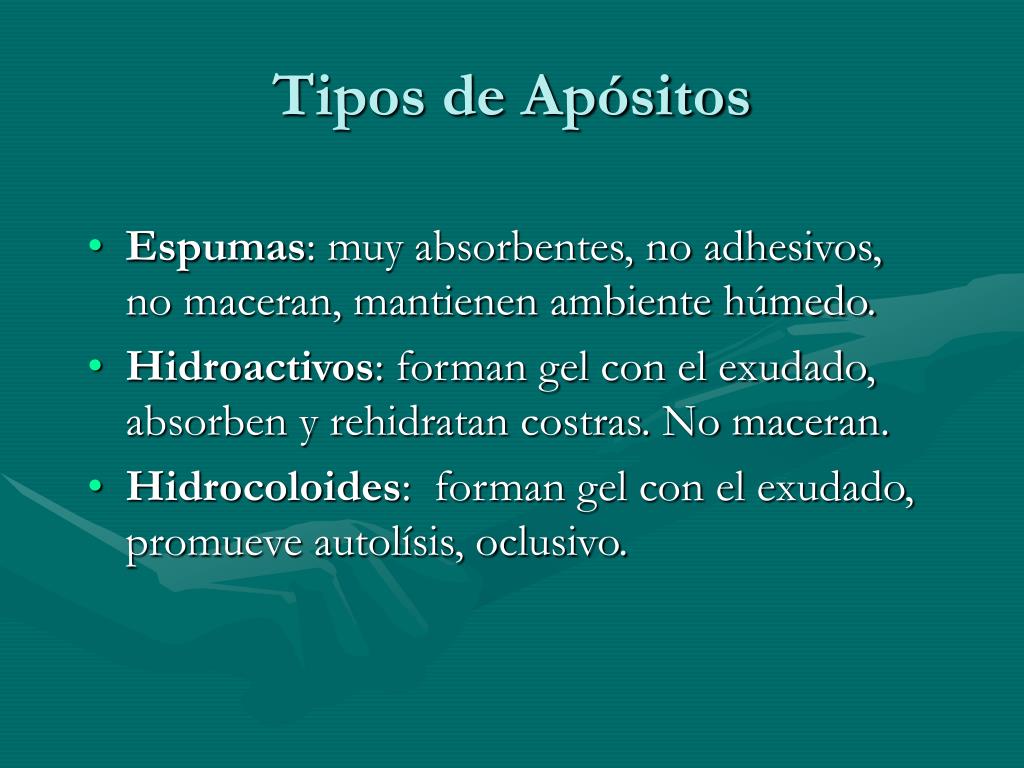 Tipos de Apósitos
• Espumas: muy absorbentes, no adhesivos,
no maceran, mantienen ambiente húmedo.
• Hidroactivos: forman gel con el exudado,
absorben y rehidratan costras. No maceran.
• Hidrocoloides:  forman gel con el exudado,
promueve autolísis, oclusivo.